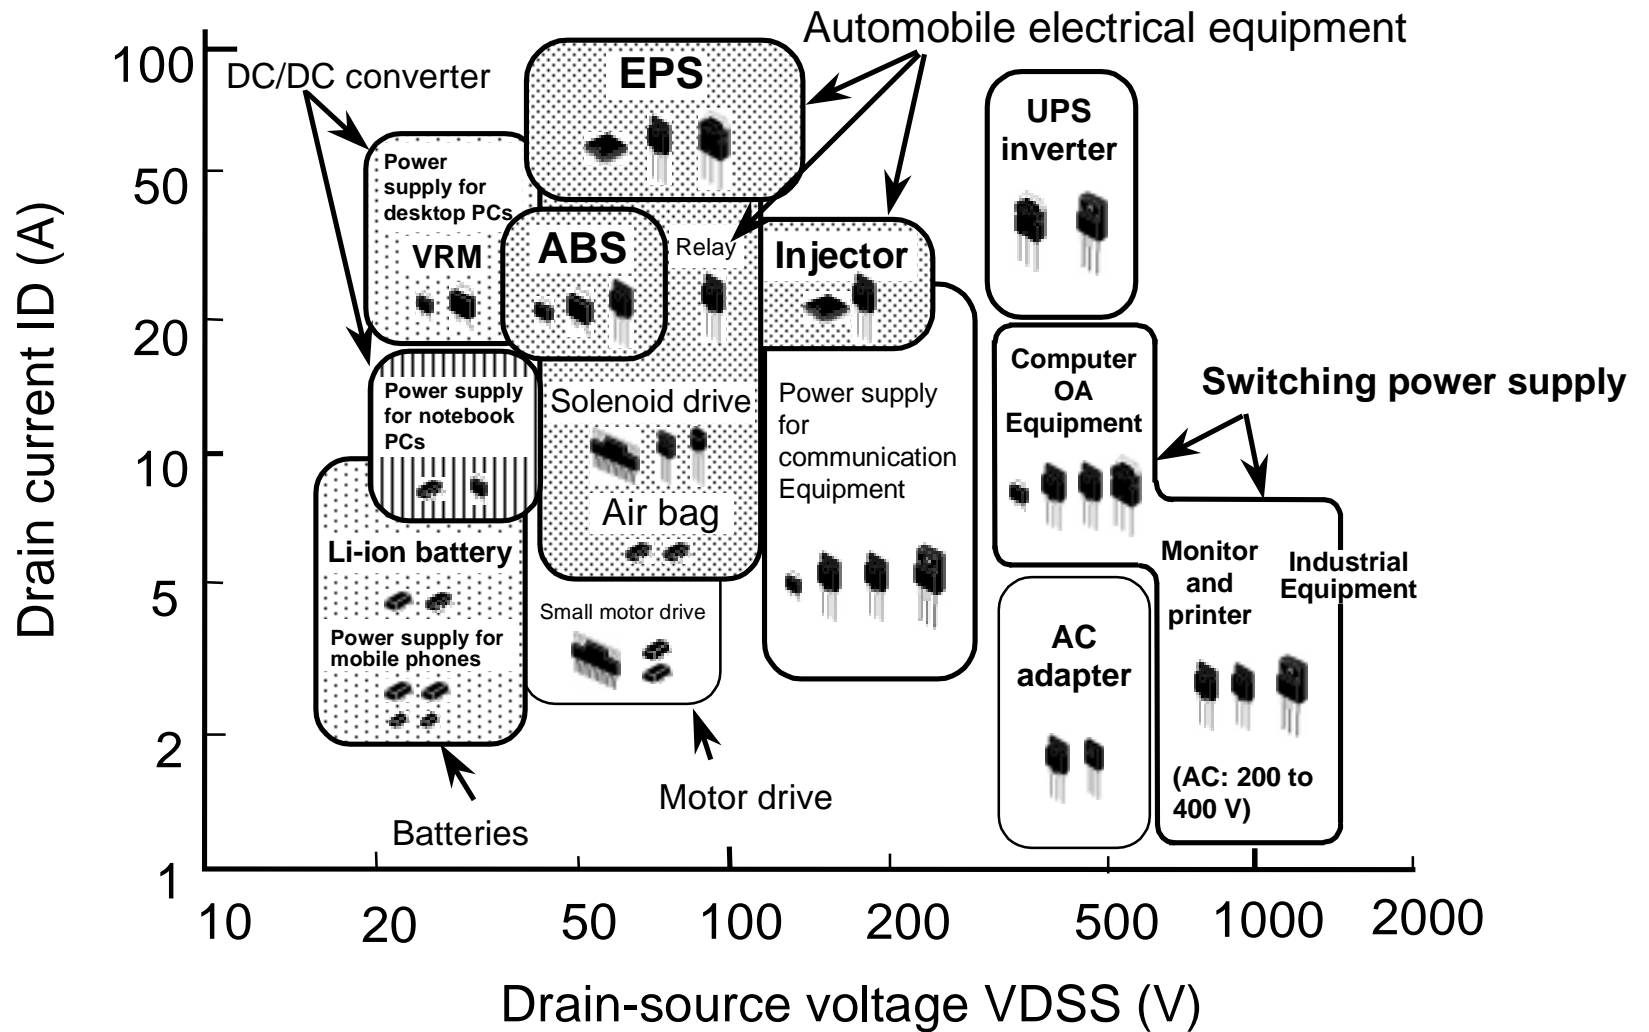 Automobile electrical equipment
100
DC/DC converter
EPS
UPS
inverter
Power
supply for
desktop PCs
50
VRM
ABS
Relay
Injector
20
Drain current ID (A)
Power supply
for notebook
PCs
Solenoid drive
Power supply
for
communication
Equipment
Computer
OA
Equipment
Switching power supply
10
Air bag
Li-ion battery
Monitor
and
printer
Industrial
Equipment
5
Small motor drive
Power supply for
mobile phones
AC
adapter
2
(AC: 200 to
400 V)
Motor drive
Batteries
1
10
20
50
100
200
500
1000
2000
Drain-source voltage VDSS (V)